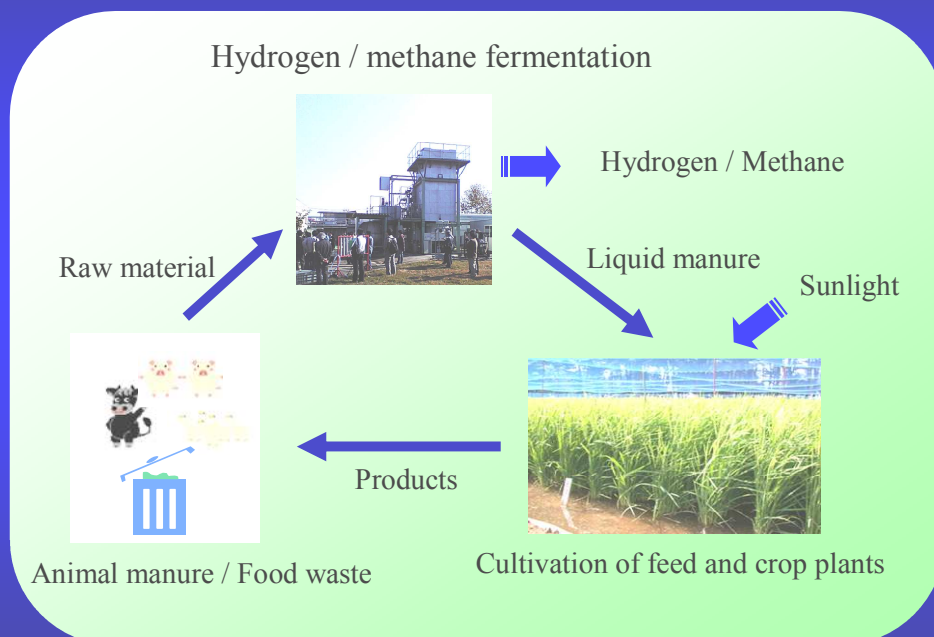 Hydrogen / methane fermentation
Hydrogen / Methane
Raw material
Liquid manure
Sunlight
Products
Animal manure / Food waste
Cultivation of feed and crop plants